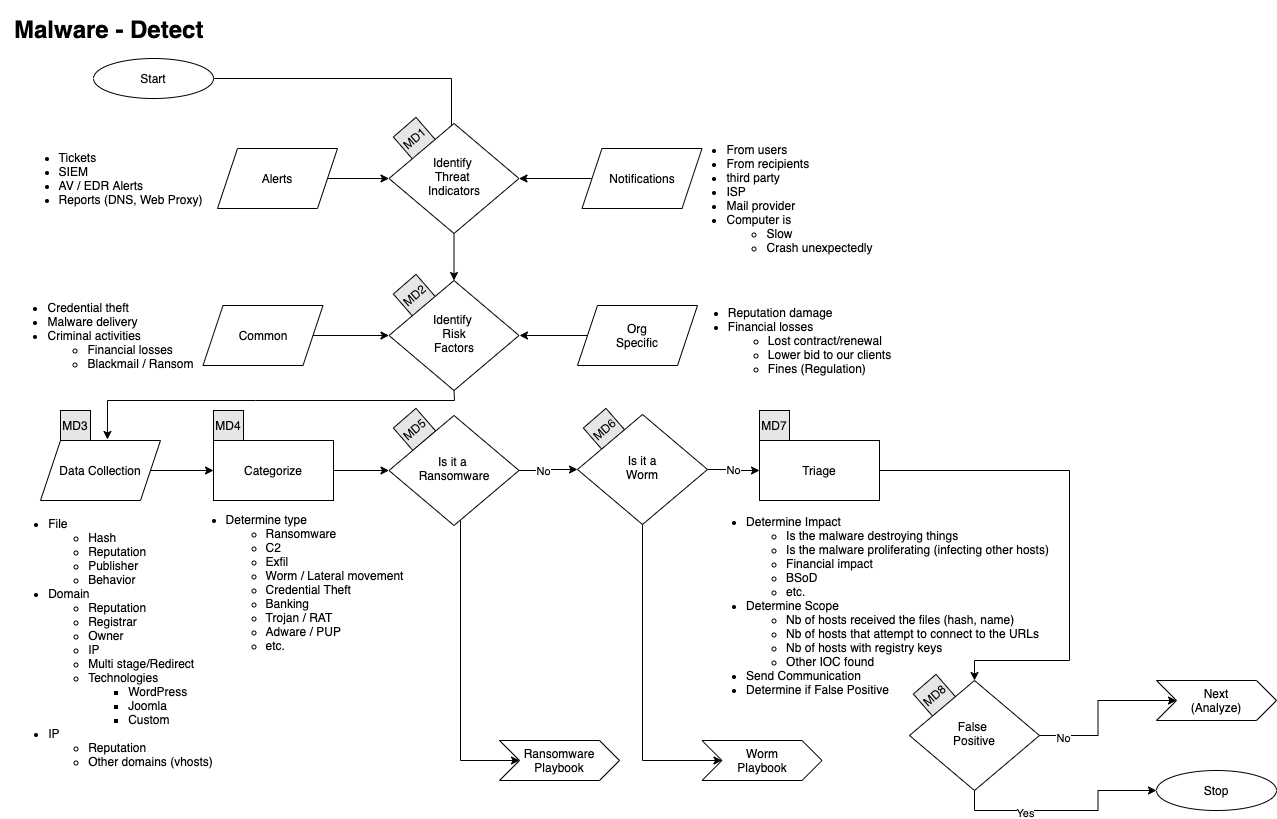 Malware - Detect
Start
MD1
Identify
Threat
Indicators
Alerts
• Tickets
• SIEM
• AV / EDR Alerts
• Reports (DNS, Web Proxy)
Notifications
• From users
• From recipients
• third party
• ISP
• Mail provider
• Computer is
○ Slow
○ Crash unexpectedly
MD2
Identify
Risk
Factors
Common
• Credential theft
• Malware delivery
• Criminal activities
○ Financial losses
○ Blackmail / Ransom
Org
Specific
• Reputation damage
• Financial losses
○ Lost contract/renewal
○ Lower bid to our clients
○ Fines (Regulation)
MD3
Data Collection
• File
○ Hash
○ Reputation
○ Publisher
○ Behavior
• Domain
○ Reputation
○ Registrar
○ Owner
○ IP
○ Multi stage/Redirect
○ Technologies
▪ WordPress
▪ Joomla
▪ Custom
• IP
○ Reputation
○ Other domains (vhosts)
MD4
Categorize
• Determine type
○ Ransomware
○ C2
○ Exfil
○ Worm / Lateral movement
○ Credential Theft
○ Banking
○ Trojan / RAT
○ Adware / PUP
○ etc.
MD5
Is it a
Ransomware
No
Ransomware
Playbook
MD6
Is it a
Worm
No
Worm
Playbook
MD7
Triage
• Determine Impact
○ Is the malware destroying things
○ Is the malware proliferating (infecting other hosts)
○ Financial impact
○ BSoD
○ etc.
• Determine Scope
○ Nb of hosts received the files (hash, name)
○ Nb of hosts that attempt to connect to the URLs
○ Nb of hosts with registry keys
○ Other IOC found
• Send Communication
• Determine if False Positive
MD8
False
Positive
No
Next
(Analyze)
Yes
Stop